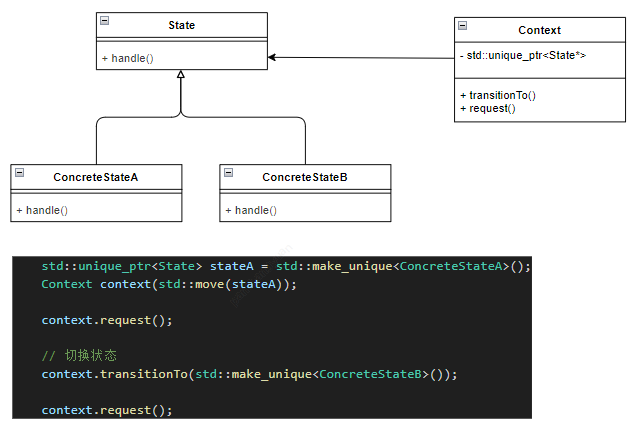 State
+ handle()
Context
- std::unique_ptr<State*>
+ transitionTo()
+ request()
ConcreteStateA
+ handle()
ConcreteStateB
+ handle()
std::unique_ptr<State> stateA = std::make_unique<ConcreteStateA>();
Context context(std::move(stateA));
context.request();
// 切换状态
context.transitionTo(std::make_unique<ConcreteStateB>());
context.request();